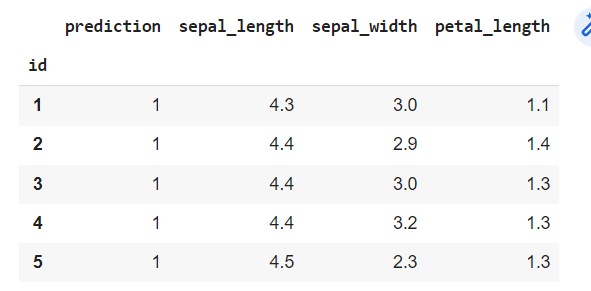 prediction sepal_length sepal_width petal_length
id
1 1 4.3 3.0 1.1
2 1 4.4 2.9 1.4
3 1 4.4 3.0 1.3
4 1 4.4 3.2 1.3
5 1 4.5 2.3 1.3